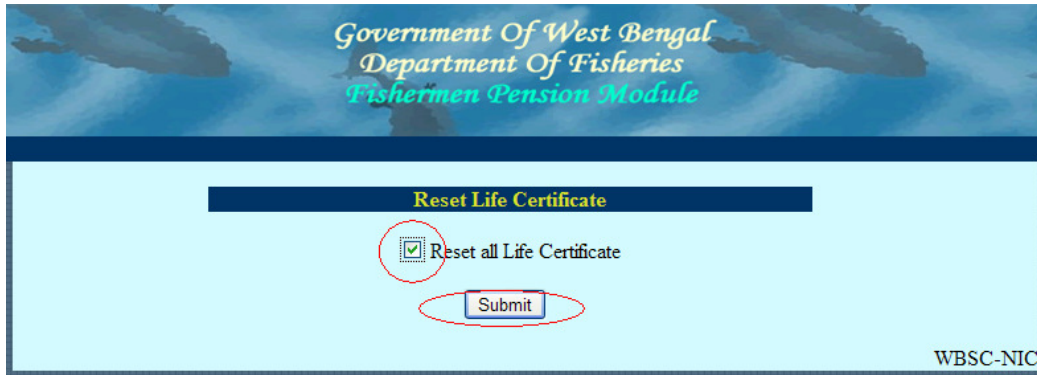 Government Of West Bengal
Department Of Fisheries
Fishermen Pension Module
Reset Life Certificate
Reset all Life Certificate
Submit
WBSC-NIC